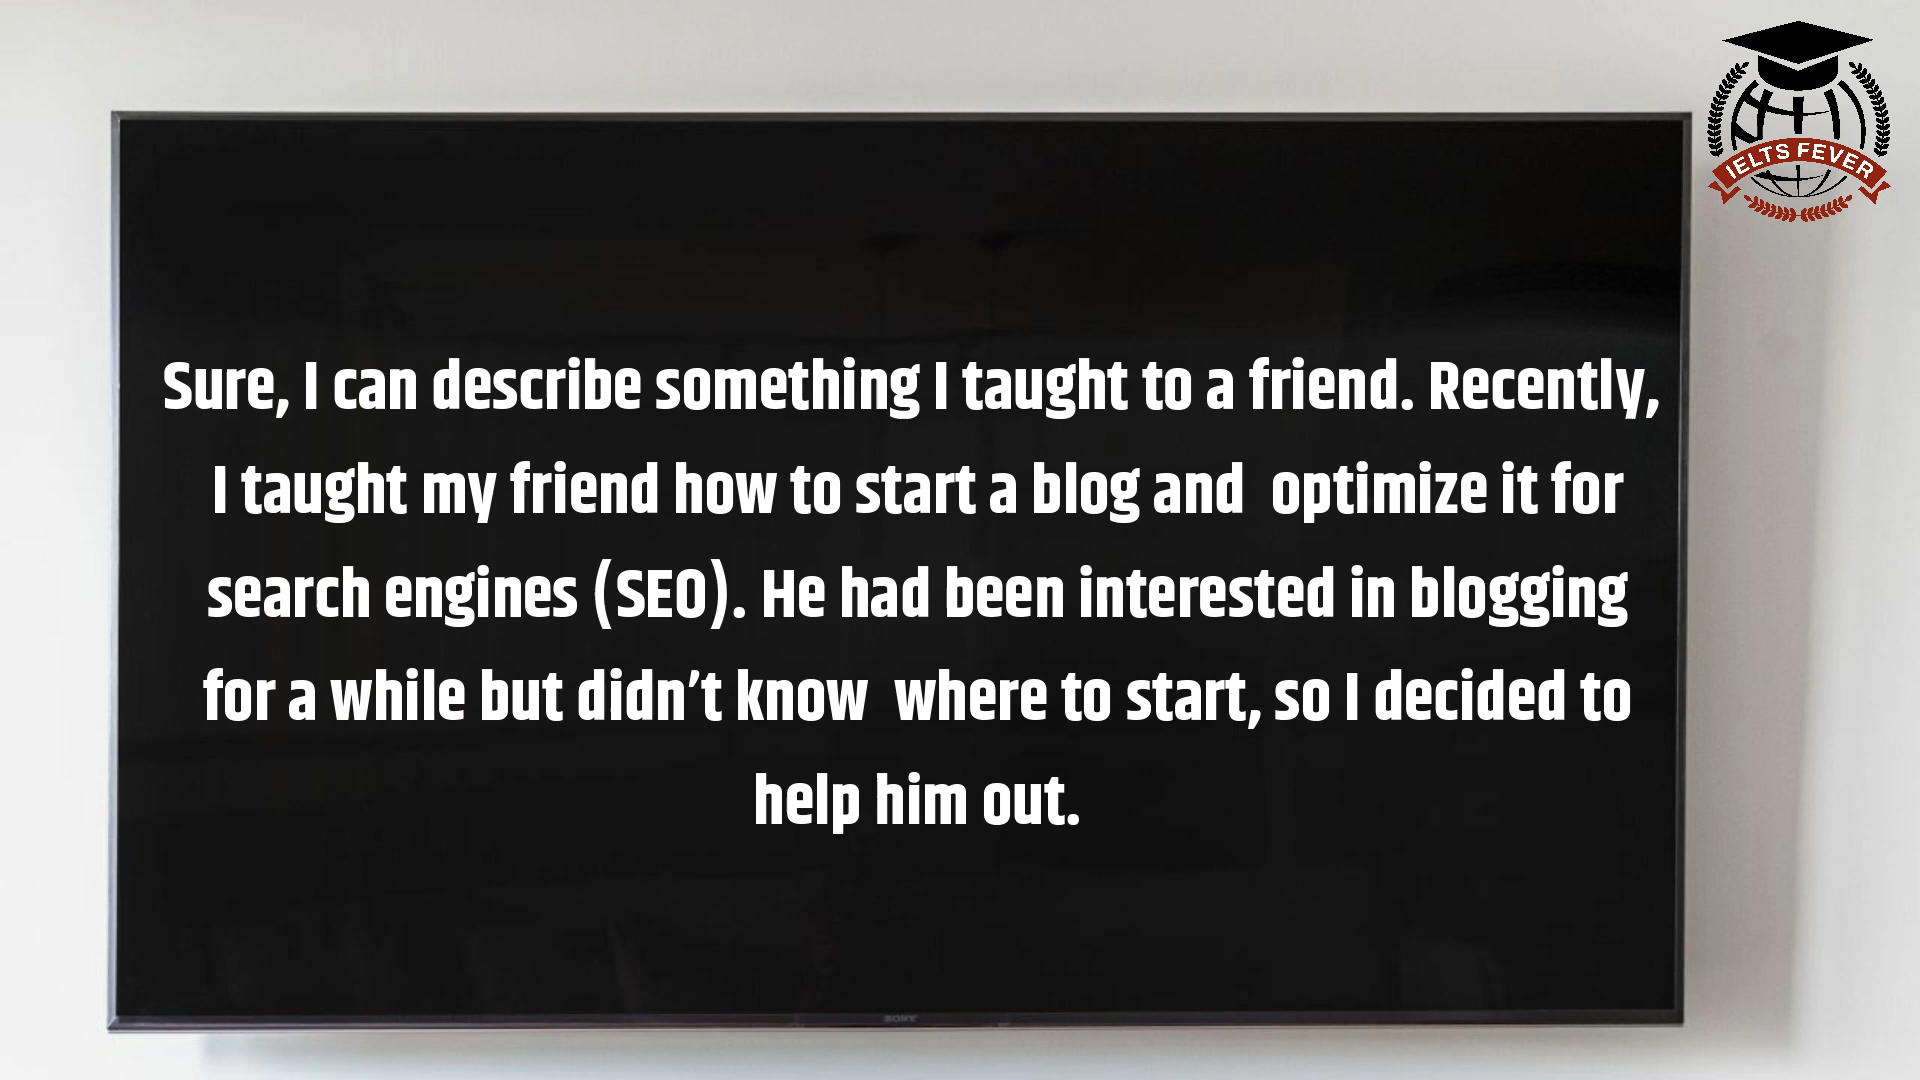 IELTS FEVER
Sure, I can describe something I taught to a friend. Recently,
I taught my friend how to start a blog and  optimize it for
search engines (SEO). He had been interested in blogging
for a while but didn’t know  where to start, so I decided to
help him out.
SONY